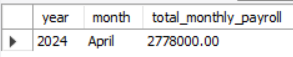 year month total_monthly_payroll
2024 April 2778000.00